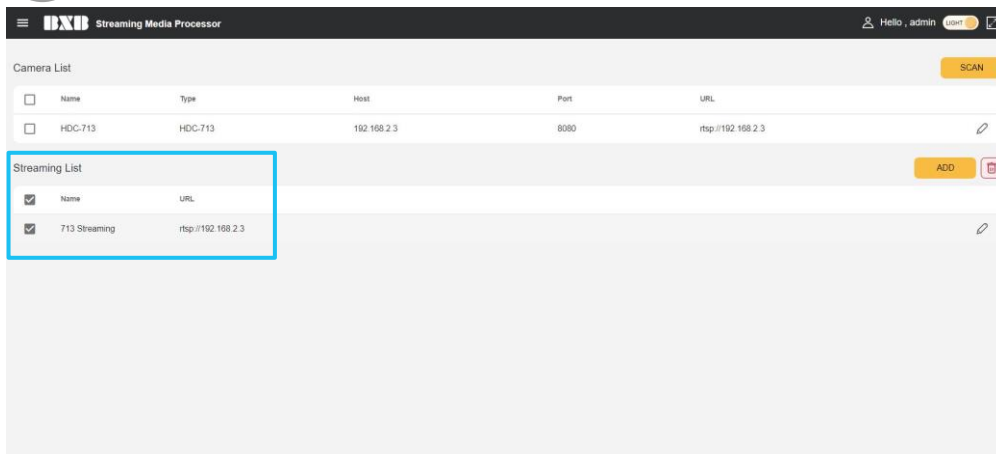 BXB Streaming Media Processor Hello , admin LIGHT
Camera List SCAN
Name Type Host Port URL
HDC-713 HDC-713 192.168.2.3 8080 rtsp://192.168.2.3
Streaming List ADD
Name URL
713 Streaming rtsp://192.168.2.3